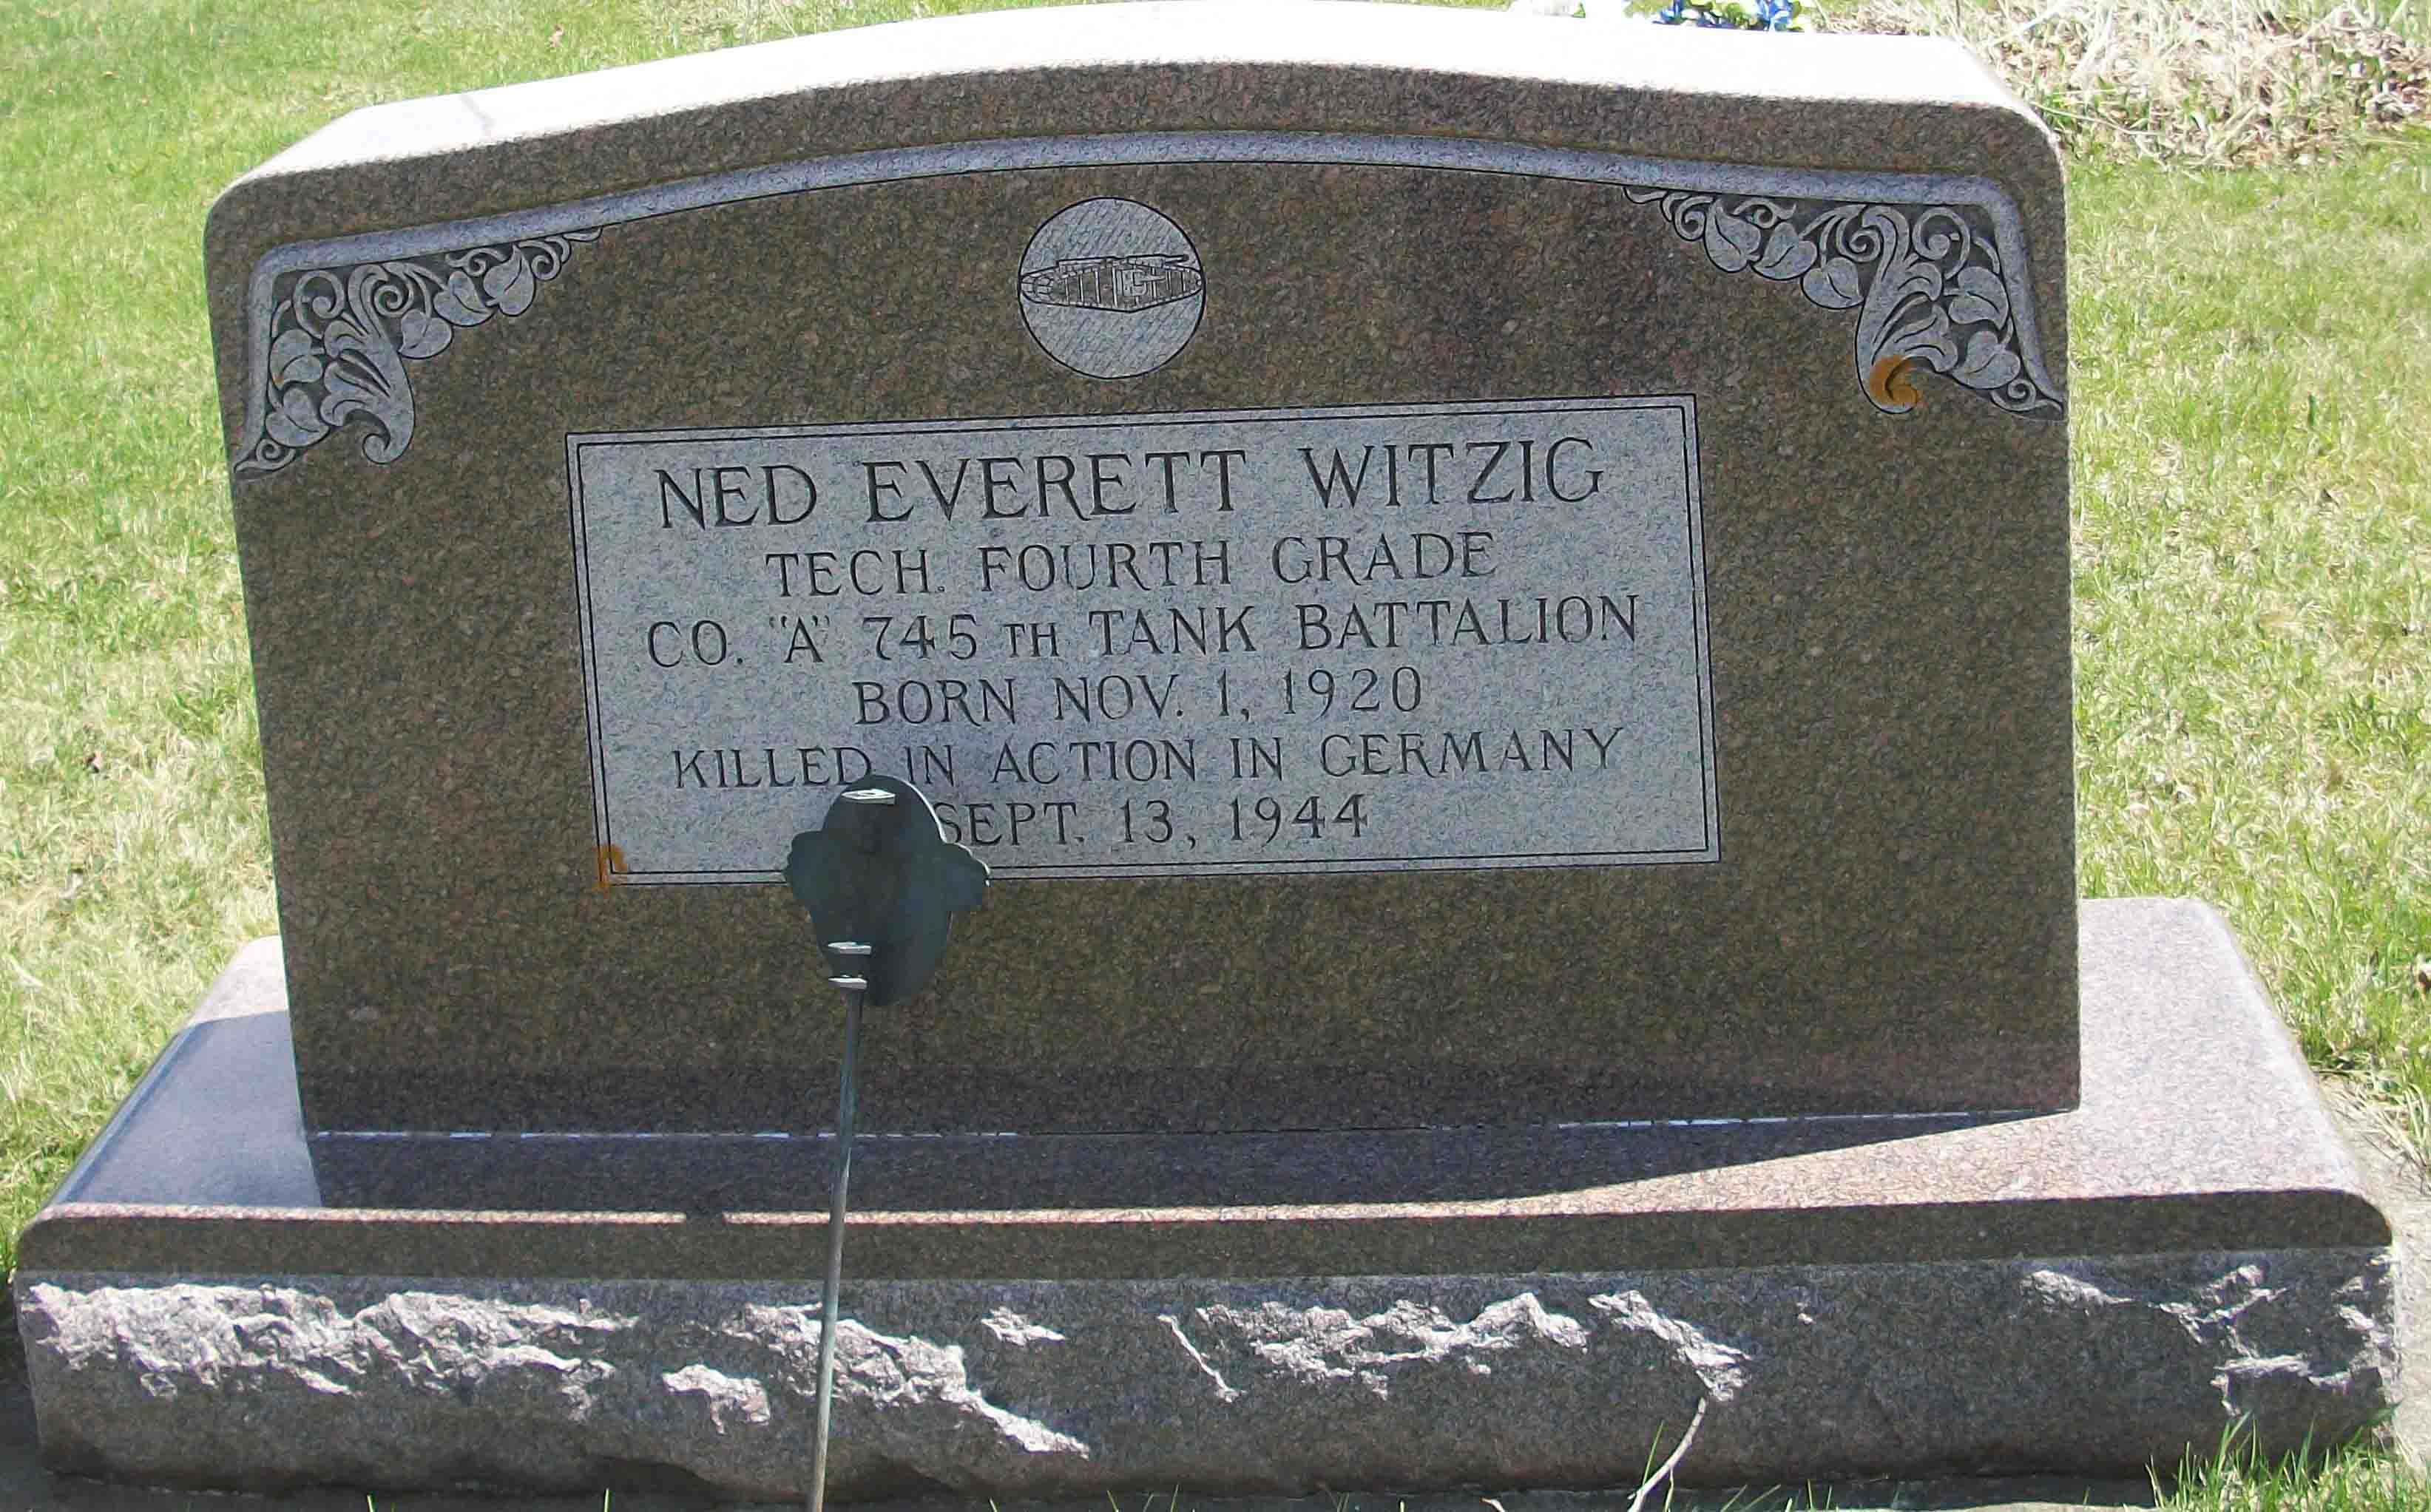 NED EVERETT WITZIG
TECH. FOURTH GRADE
CO. "A" 745 TH TANK BATTALION
BORN NOV. 1, 1920
KILLED IN ACTION IN GERMANY
SEPT. 13, 1944